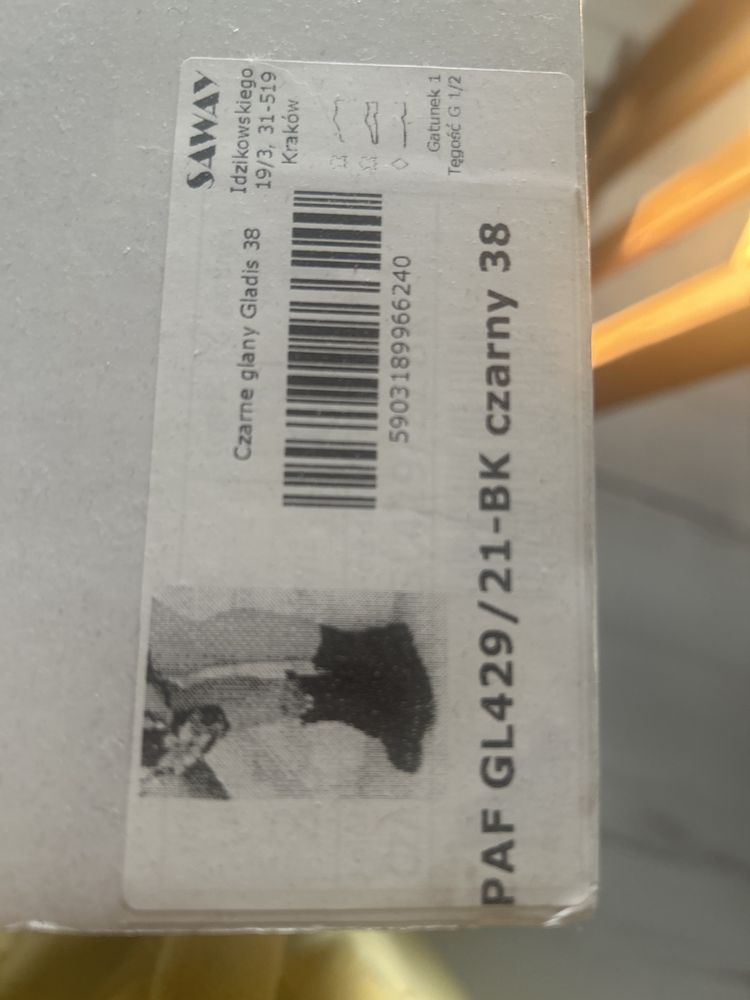 SAWAY
Idzikowskiego
19/3, 31-519
Kraków
Gatunek 1
Tęgość G 1/2
Czarne glany Gladis 38
5903189966240
PAF GL429/21-BK czarny 38